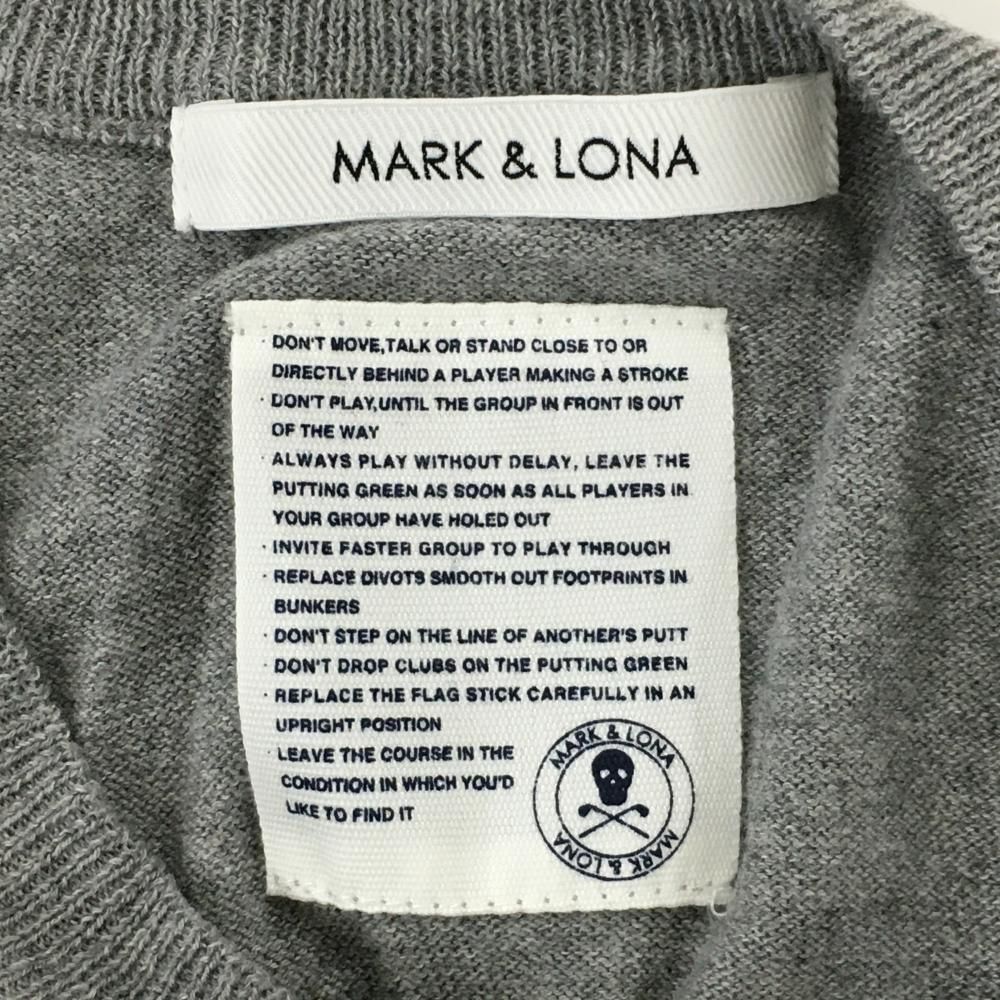 MARK & LONA
· DON'T MOVE,TALK OR STAND CLOSE TO OR
DIRECTLY BEHIND A PLAYER MAKING A STROKE
· DON'T PLAY,UNTIL THE GROUP IN FRONT IS OUT
OF THE WAY
· ALWAYS PLAY WITHOUT DELAY, LEAVE THE
PUTTING GREEN AS SOON AS ALL PLAYERS IN
YOUR GROUP HAVE HOLED OUT
· INVITE FASTER GROUP TO PLAY THROUGH
· REPLACE DIVOTS SMOOTH OUT FOOTPRINTS IN
BUNKERS
· DON'T STEP ON THE LINE OF ANOTHER'S PUTT
· DON'T DROP CLUBS ON THE PUTTING GREEN
· REPLACE THE FLAG STICK CAREFULLY IN AN
UPRIGHT POSITION
· LEAVE THE COURSE IN THE
CONDITION IN WHICH YOU'D
LIKE TO FIND IT
MARK & LONA
MARK & LONA